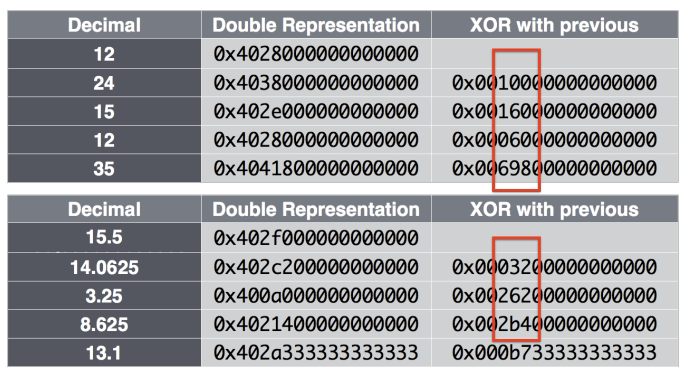 Decimal Double Representation XOR with previous
12 0x4028000000000000
24 0x4038000000000000 0x0010000000000000
15 0x402e000000000000 0x0016000000000000
12 0x4028000000000000 0x0006000000000000
35 0x4041800000000000 0x0069800000000000
Decimal Double Representation XOR with previous
15.5 0x402f000000000000
14.0625 0x402c200000000000 0x0003200000000000
3.25 0x400a000000000000 0x0026200000000000
8.625 0x4021400000000000 0x002b400000000000
13.1 0x402a333333333333 0x000b733333333333